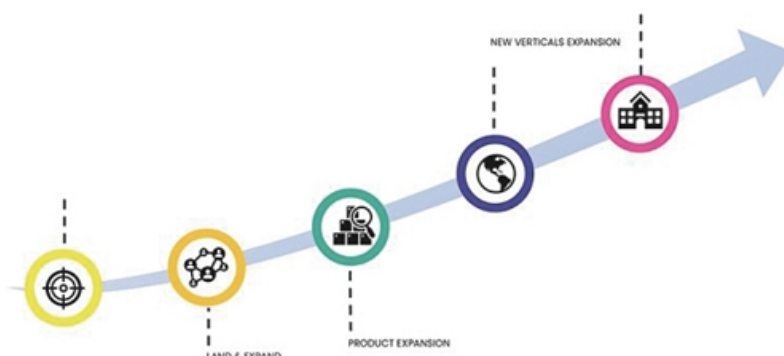 NEW VERTICALS EXPANSION
PRODUCT EXPANSION
LAND & EXPAND